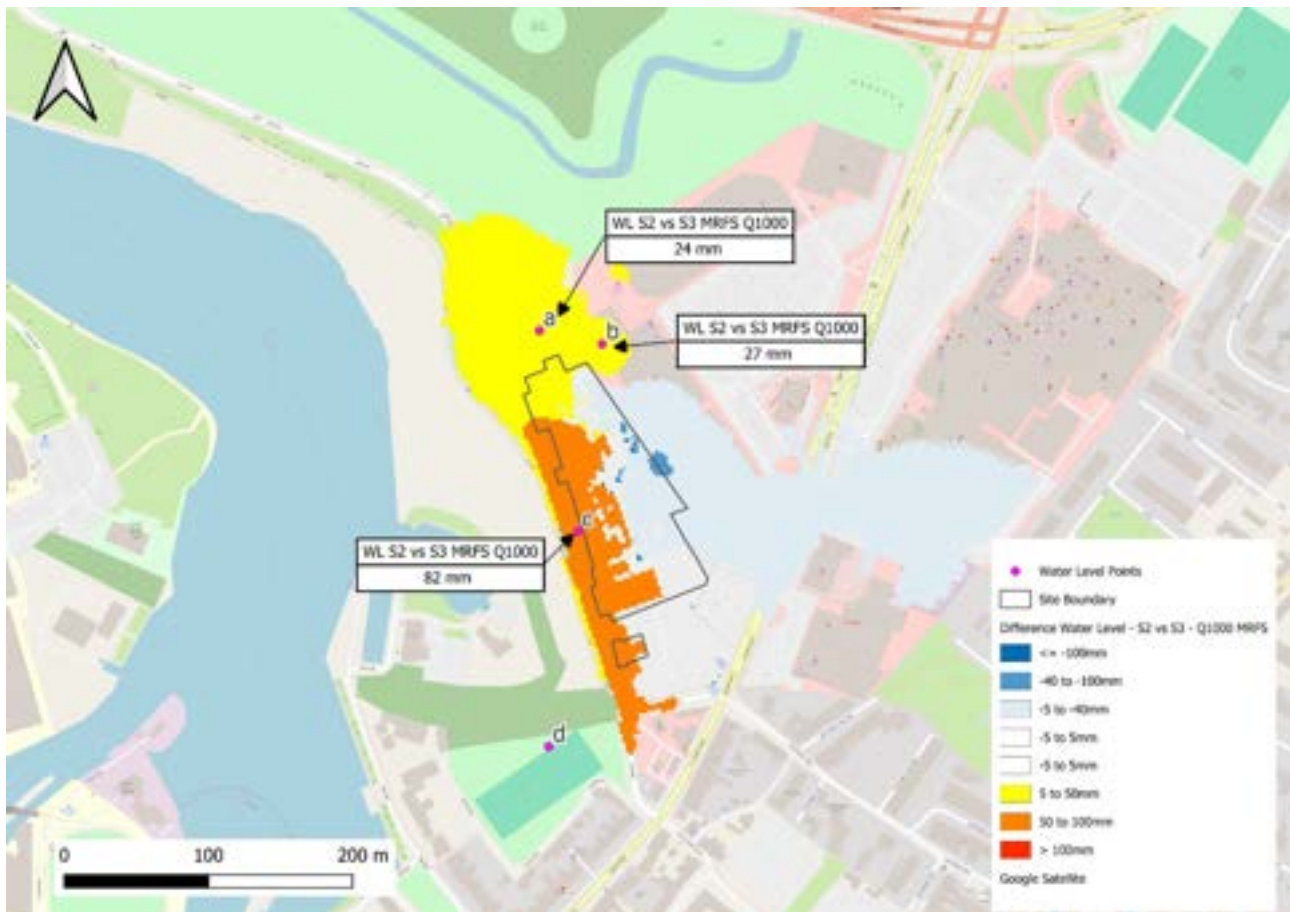 WL S2 vs S3 MRFS Q1000
24 mm
a
b
WL S2 vs S3 MRFS Q1000
27 mm
c
WL S2 vs S3 MRFS Q1000
82 mm
d
Water Level Points
Site Boundary
Difference Water Level - S2 vs S3 - Q1000 MRFS
<= -100mm
-40 to -100mm
-5 to -40mm
-5 to 5mm
-5 to 5mm
5 to 50mm
50 to 100mm
> 100mm
Google Satellite
0 100 200 m